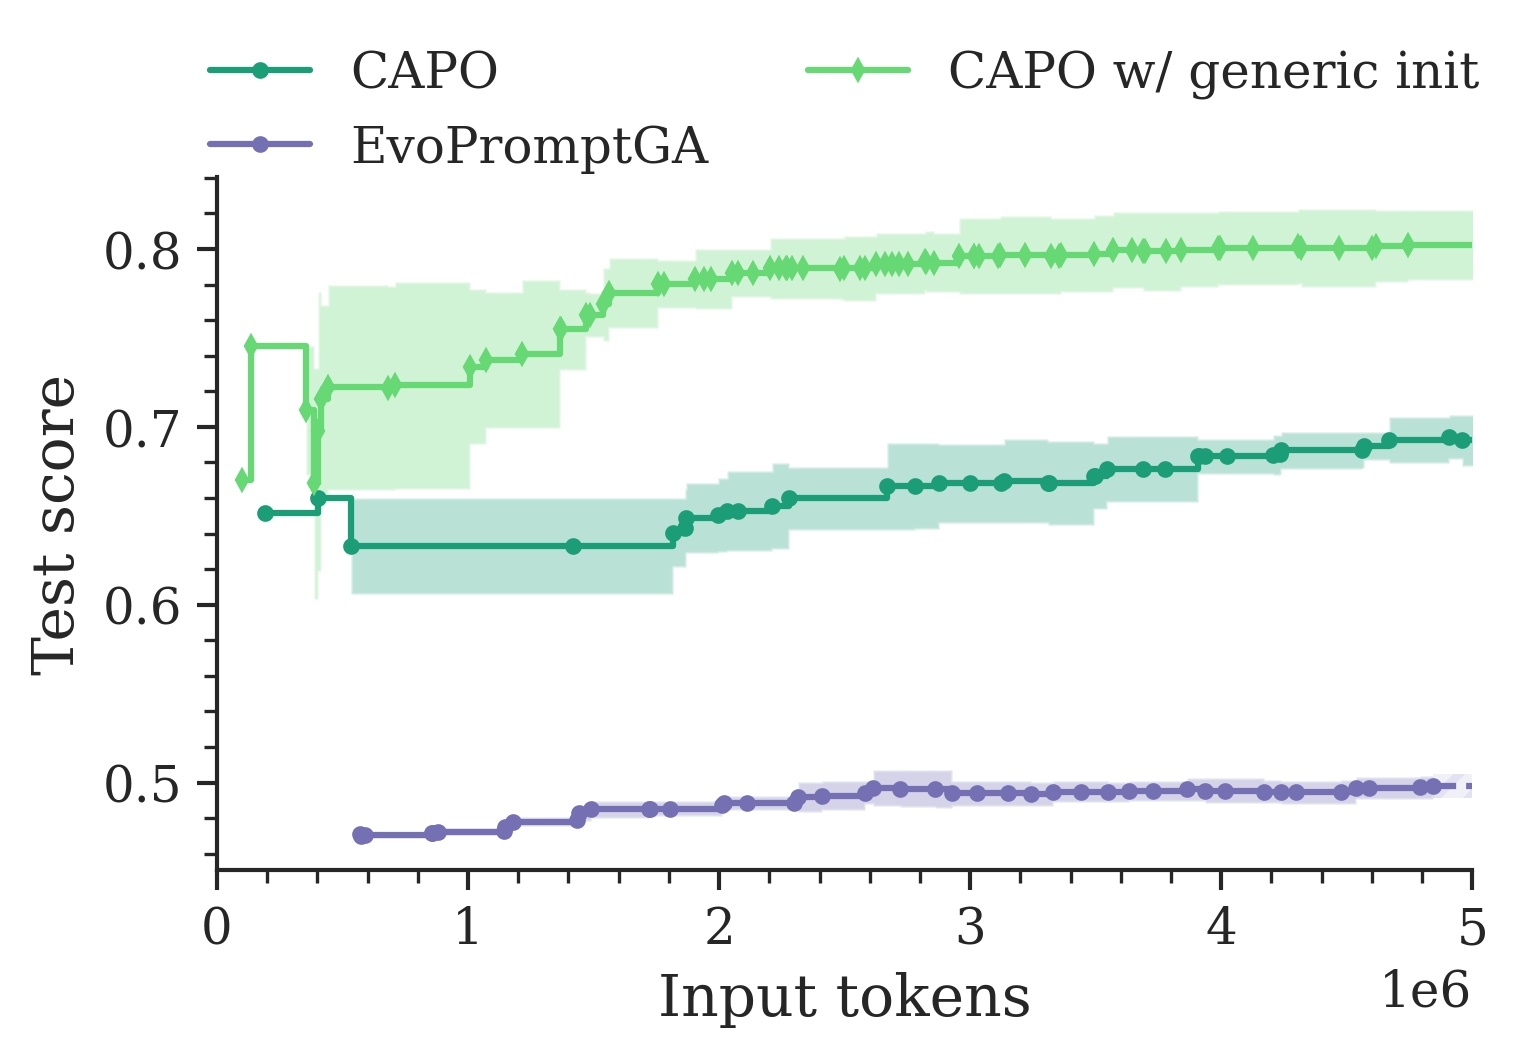 CAPO
CAPO w/ generic init
EvoPromptGA
0.8
0.7
0.6
0.5
Test score
0 1 2 3 4 5
1e6
Input tokens